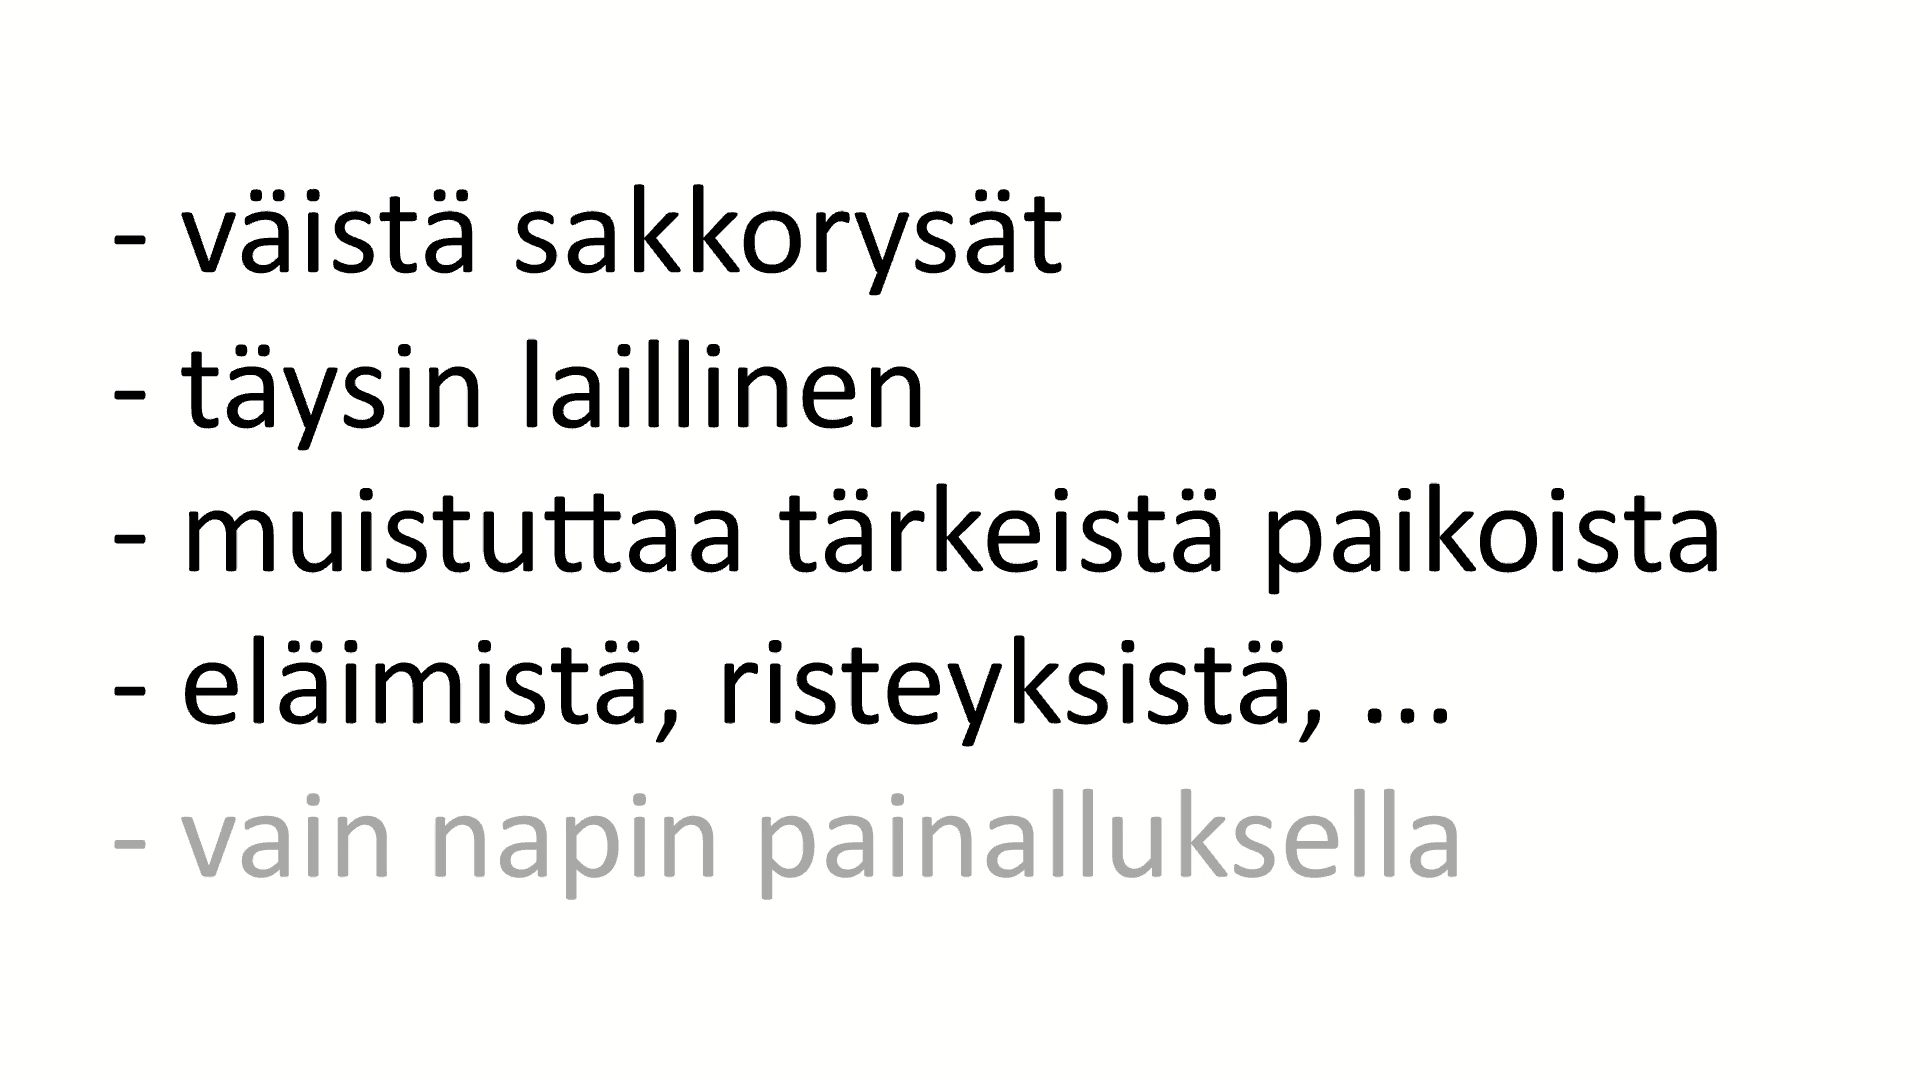 - väistä sakkorysät
- täysin laillinen
- muistuttaa tärkeistä paikoista
- eläimistä, risteyksistä, ...
- vain napin painalluksella